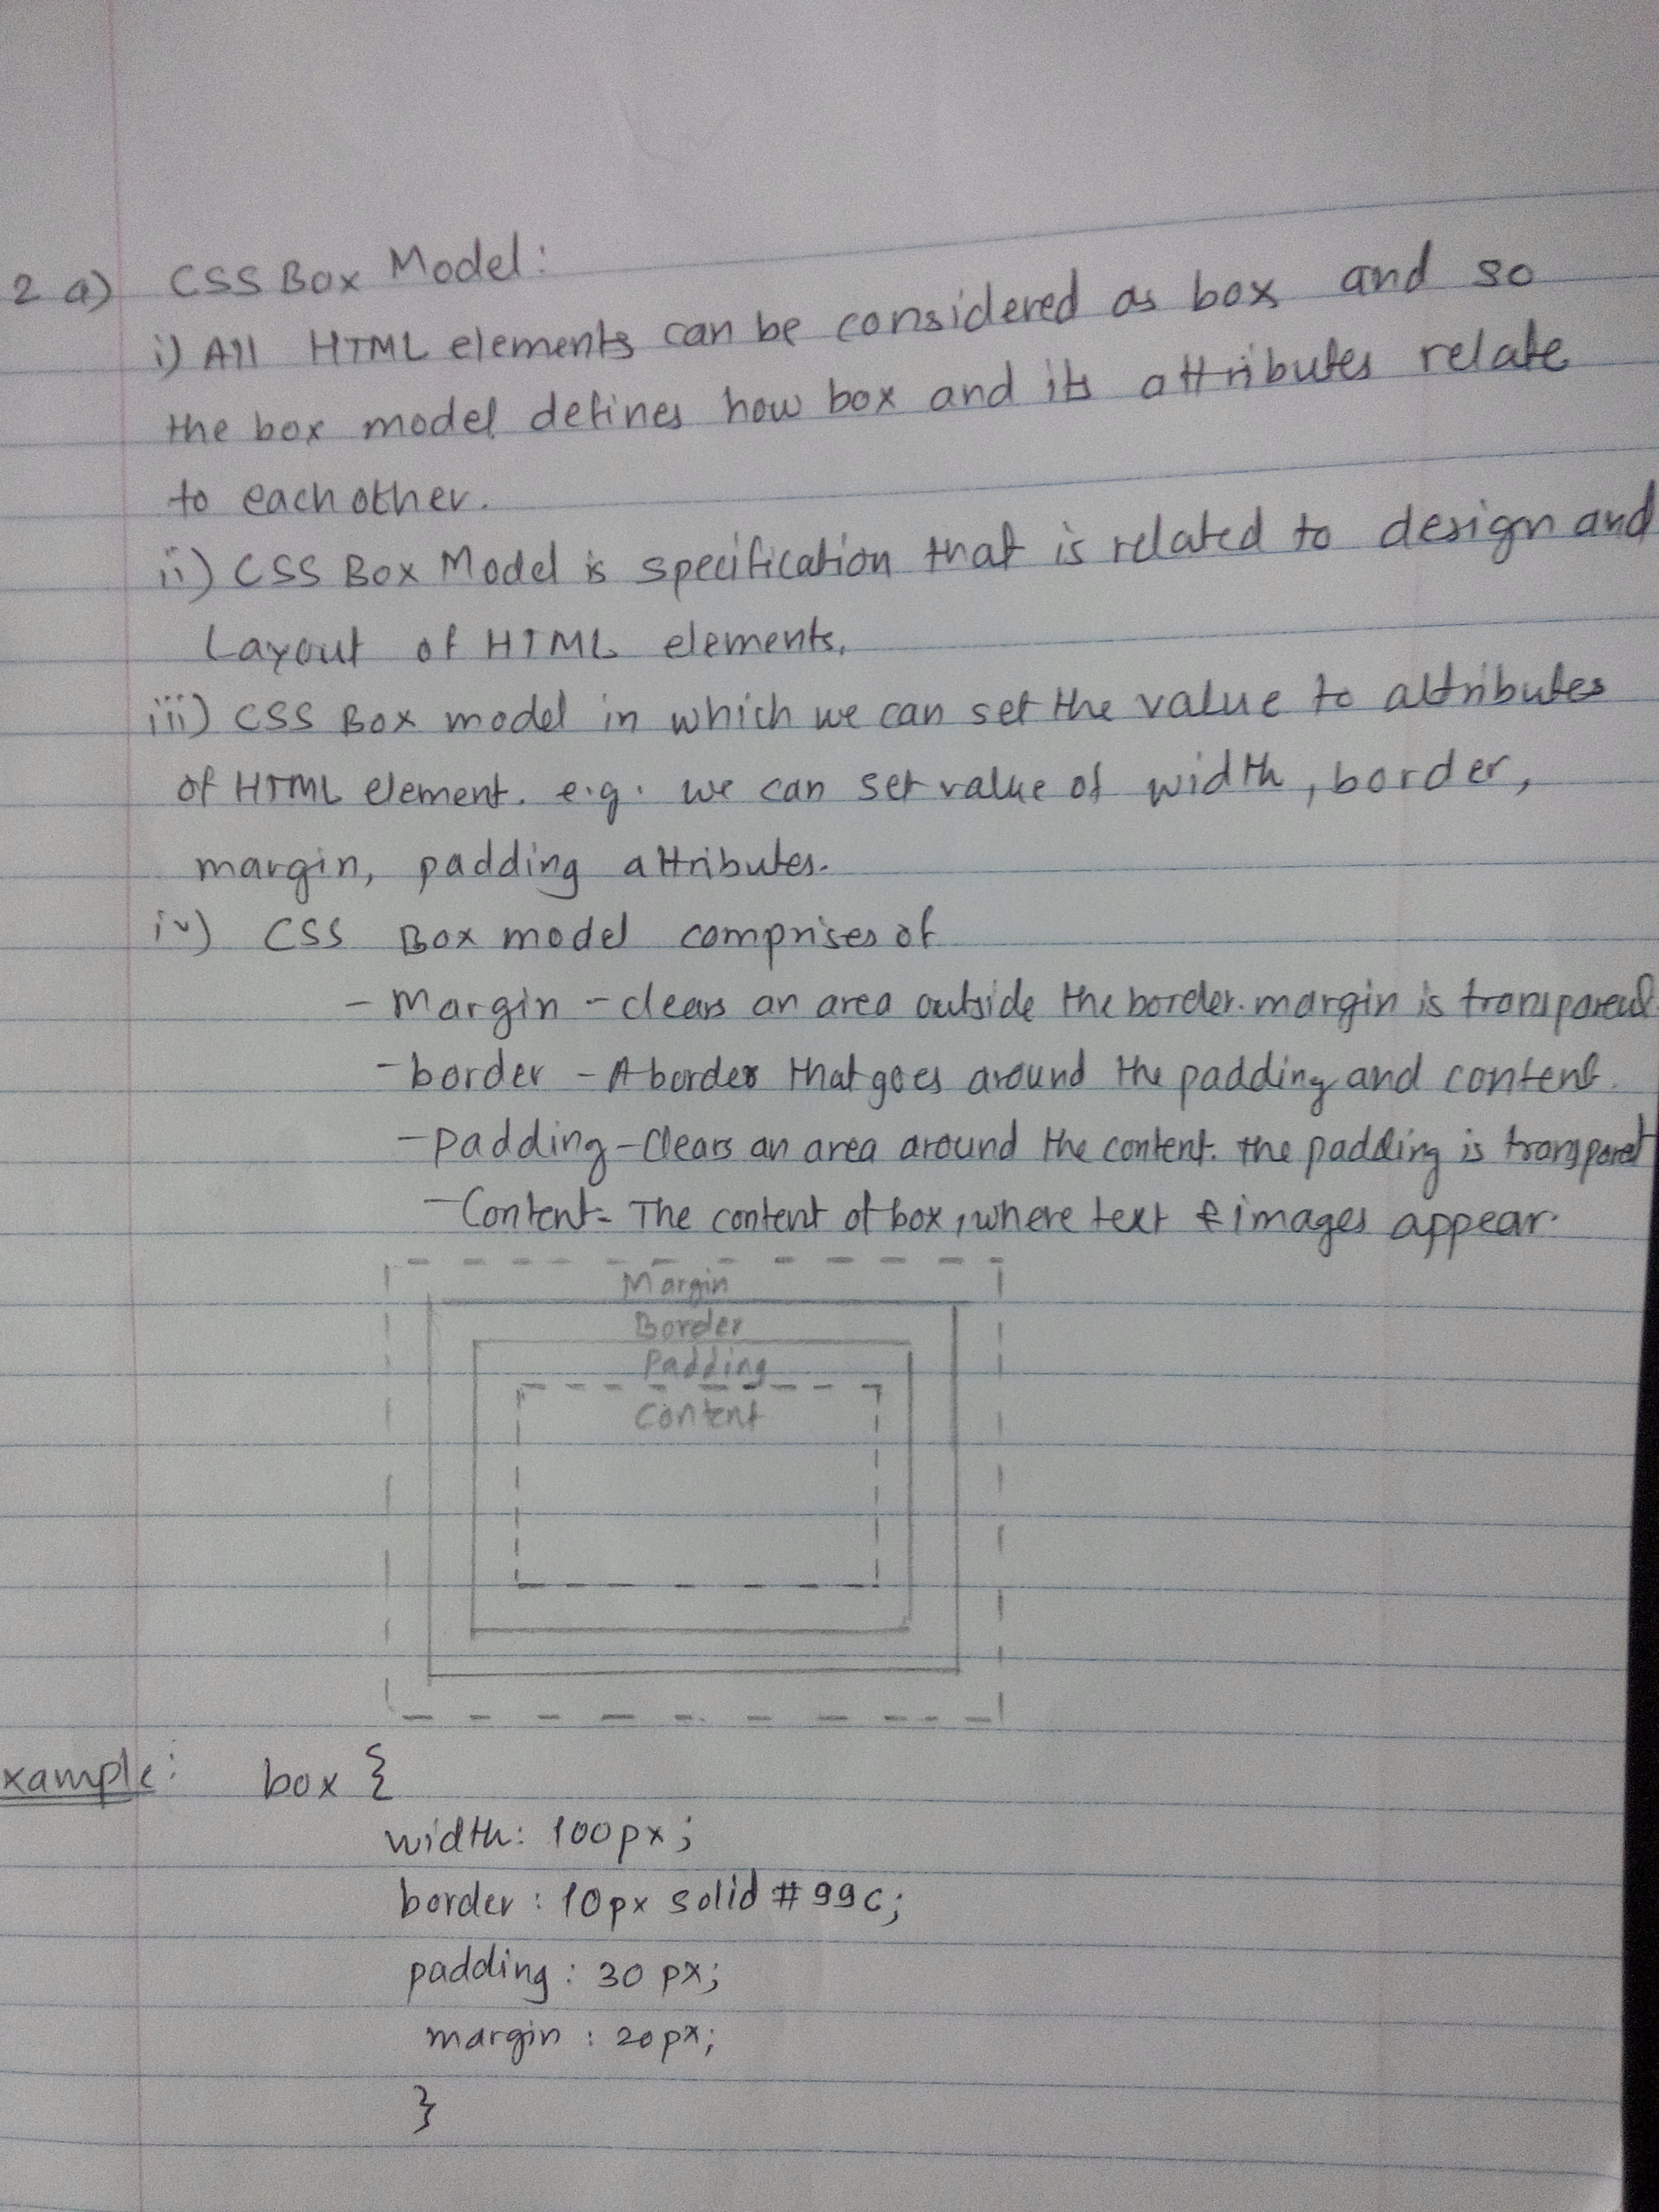 2 a) CSS Box Model:
i) All HTML elements can be considered as box and so
the box model defines how box and its attributes relate
to each other.
ii) CSS Box Model is specification that is related to design and
Layout of HTML elements.
iii) CSS Box model in which we can set the value to attributes
of HTML element. e.g. we can set value of width, border,
margin, padding attributes.
iv) CSS Box model comprises of
- Margin - clears an area outside the border. margin is transparent
- border - A border that goes around the padding and content.
- Padding - Clears an area around the content. the padding is transparet
- Content - The content of box, where text & images appear.
Margin
Border
Padding
Content
xample: box {
width: 100px;
border: 10px solid #99c;
padding: 30px;
margin: 20px;
}